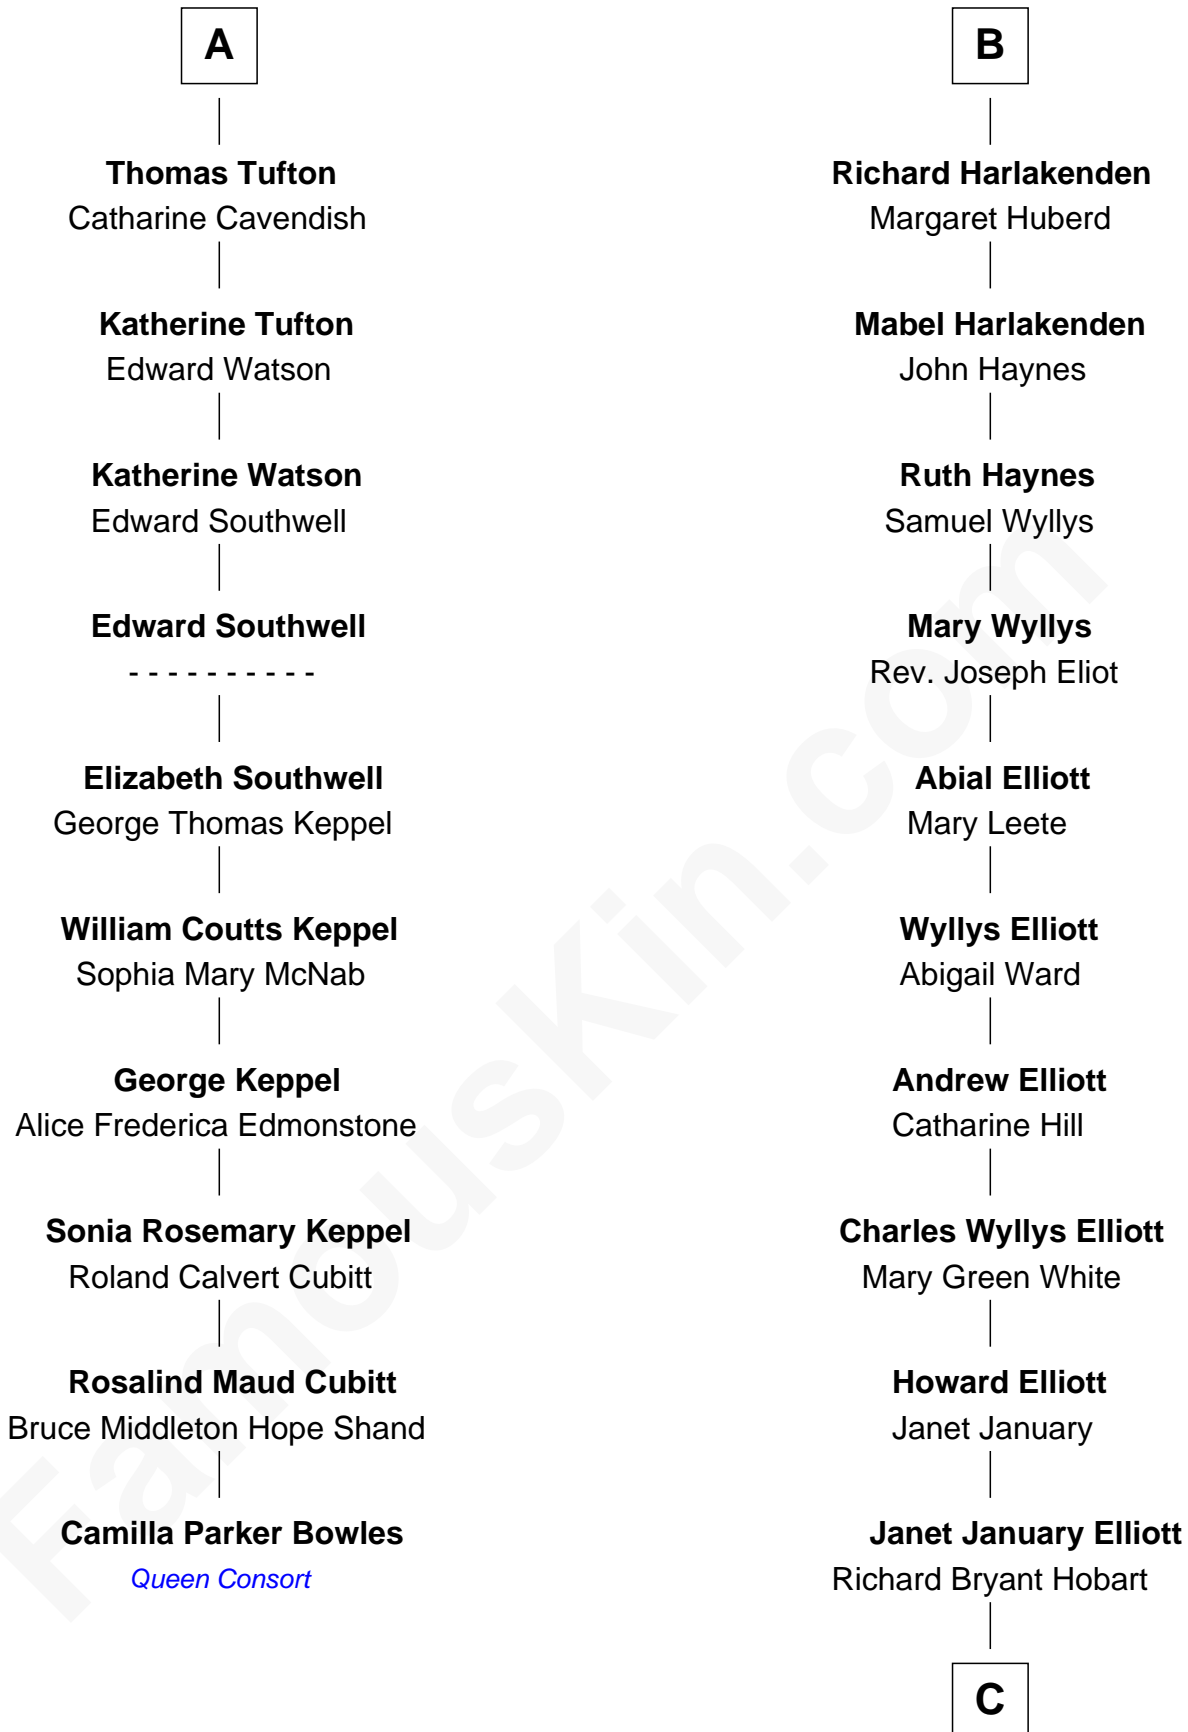 A
Thomas Tufton
Catharine Cavendish
Katherine Tufton
Edward Watson
Katherine Watson
Edward Southwell
Edward Southwell
- - - - - - - - - -
Elizabeth Southwell
George Thomas Keppel
William Coutts Keppel
Sophia Mary McNab
George Keppel
Alice Frederica Edmonstone
Sonia Rosemary Keppel
Roland Calvert Cubitt
Rosalind Maud Cubitt
Bruce Middleton Hope Shand
Camilla Parker Bowles
Queen Consort
B
Richard Harlakenden
Margaret Huberd
Mabel Harlakenden
John Haynes
Ruth Haynes
Samuel Wyllys
Mary Wyllys
Rev. Joseph Eliot
Abial Elliott
Mary Leete
Wyllys Elliott
Abigail Ward
Andrew Elliott
Catharine Hill
Charles Wyllys Elliott
Mary Green White
Howard Elliott
Janet January
Janet January Elliott
Richard Bryant Hobart
C
FamousKin.com